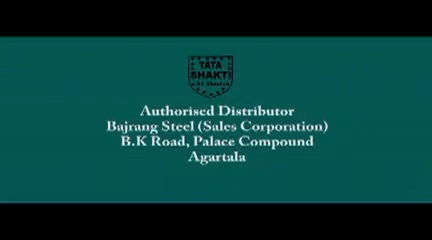 TATA
SHAKTI
Authorised Distributor
Bajrang Steel (Sales Corporation)
B.K Road, Palace Compound
Agartala